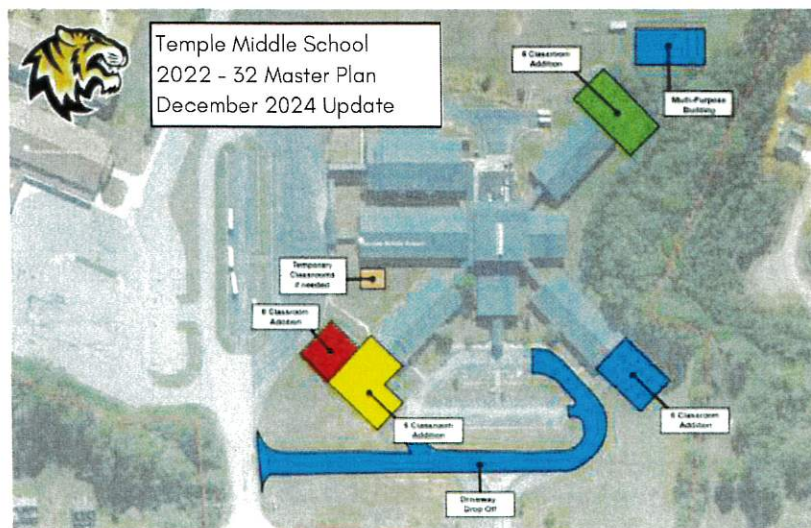 Temple Middle School
2022 - 32 Master Plan
December 2024 Update
6 Classroom
Addition
Multi-Purpose
Building
Temporary
Classrooms
if needed
Classroom
Addition
6 Classroom
Addition
6 Classroom
Addition
Driveway
Drop Off